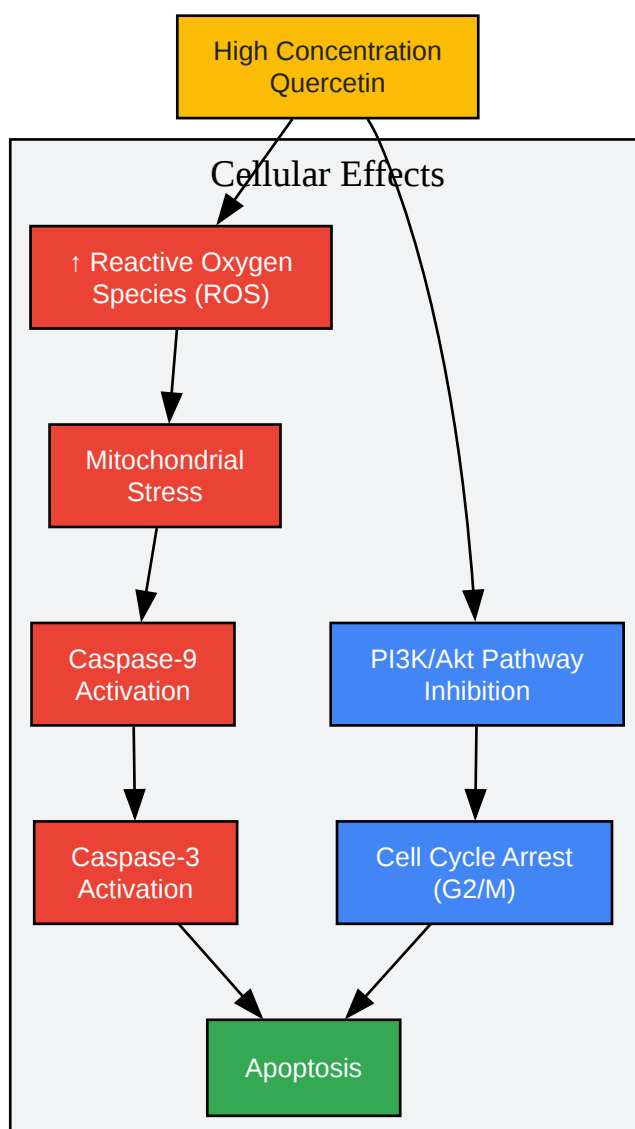 High Concentration
Quercetin
Cellular Effects
↑ Reactive Oxygen
Species (ROS)
Mitochondrial
Stress
Caspase-9
Activation
PI3K/Akt Pathway
Inhibition
Caspase-3
Activation
Cell Cycle Arrest
(G2/M)
Apoptosis